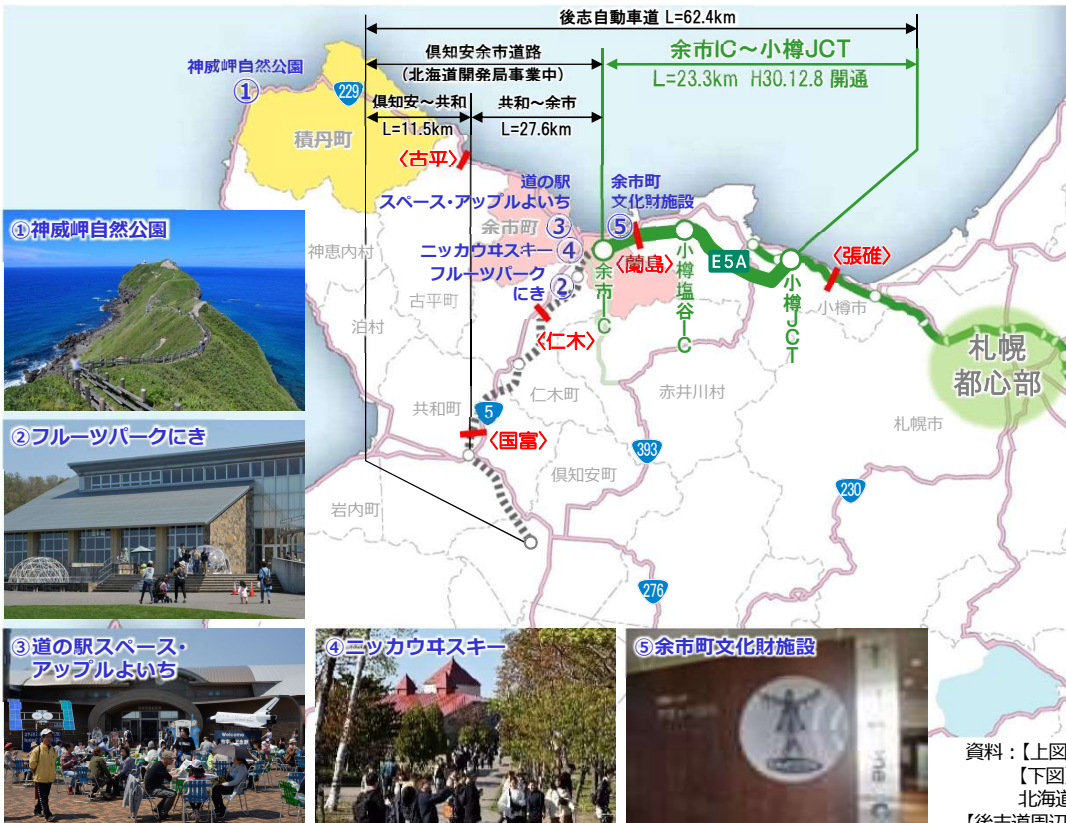 後志自動車道 L=62.4km
倶知安余市道路
(北海道開発局事業中)
余市IC～小樽JCT
L=23.3km H30.12.8 開通
倶知安～共和
L=11.5km
共和～余市
L=27.6km
神威岬自然公園
①
229
積丹町
〈古平〉
道の駅
スペース・アップルよいち
③
余市町
文化財施設
⑤
余市町
ニッカウヰスキー
④
フルーツパーク
にき
②
余市IC
〈蘭島〉
小樽塩谷IC
E5A
小樽JCT
〈張碓〉
小樽市
札幌
都心部
神恵内村
古平町
泊村
〈仁木〉
仁木町
赤井川村
札幌市
共和町
5
〈国富〉
393
倶知安町
230
岩内町
276
①神威岬自然公園
②フルーツパークにき
③道の駅スペース・
アップルよいち
Welcome
④ニッカウヰスキー
⑤余市町文化財施設
資料：【上図
【下図
北海道
【後志道周辺